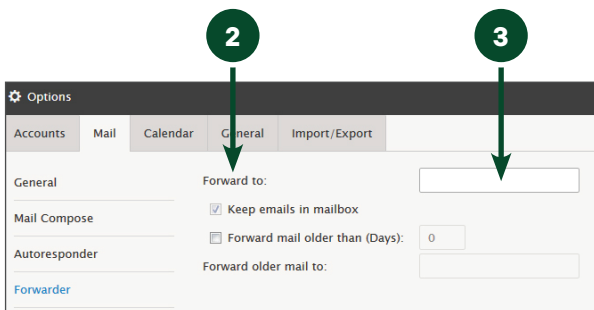 2 3
Options
Accounts Mail Calendar General Import/Export
General Forward to:
Keep emails in mailbox
Mail Compose
Forward mail older than (Days): 0
Autoresponder
Forward older mail to:
Forwarder